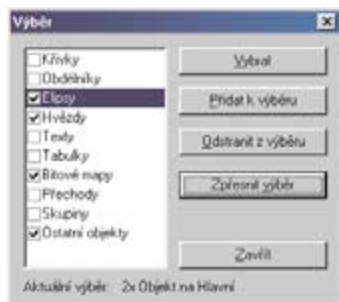 Výběr
Křivky
Obdélníky
Elipsy
Hvězdy
Texty
Tabulky
Bitové mapy
Přechody
Skupiny
Ostatní objekty
Vybrat
Přidat k výběru
Odstranit z výběru
Zpřesnit výběr
Zavřít
Aktuální výběr: 2x Objekt na Hlavní